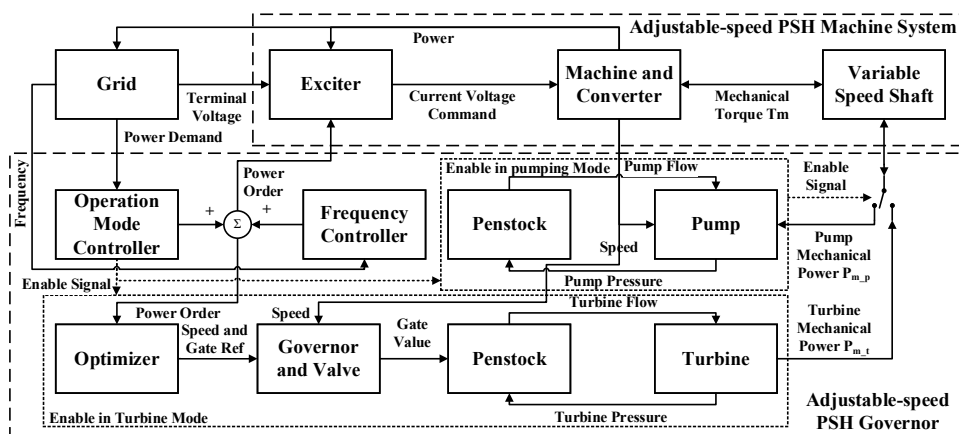 Power
Adjustable-speed PSH Machine System
Grid
Exciter
Machine and
Converter
Variable
Speed Shaft
Terminal
Voltage
Current Voltage
Command
Mechanical
Torque Tm
Power Demand
Frequency
Power
Order
Enable in pumping Mode
Pump Flow
Enable
Signal
Operation
Mode
Controller
+
Σ
+
Frequency
Controller
Penstock
Pump
Speed
Pump
Mechanical
Power P_{m_p}
Enable Signal
Pump Pressure
Power Order
Speed
Turbine Flow
Speed and
Gate Ref
Gate
Value
Turbine
Mechanical
Power P_{m_t}
Optimizer
Governor
and Valve
Penstock
Turbine
Enable in Turbine Mode
Turbine Pressure
Adjustable-speed
PSH Governor